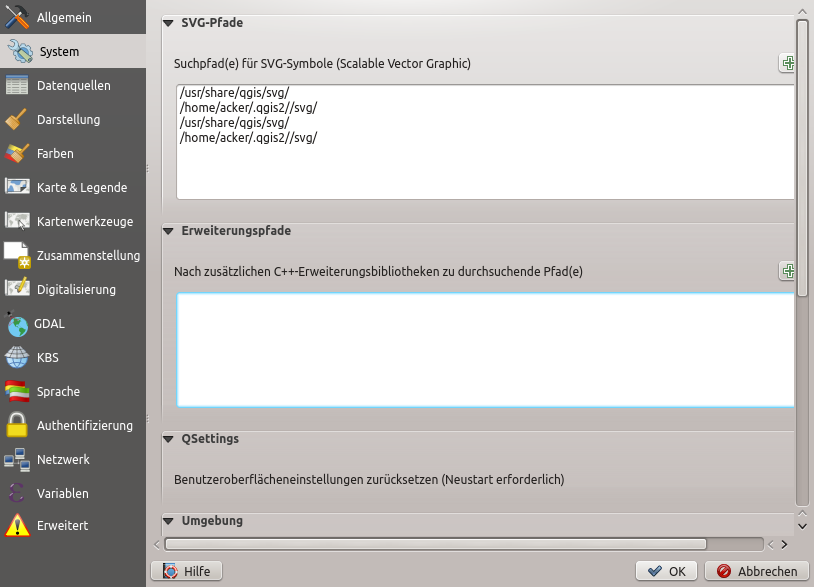 Allgemein
System
Datenquellen
Darstellung
Farben
Karte & Legende
Kartenwerkzeuge
Zusammenstellung
Digitalisierung
GDAL
KBS
Sprache
Authentifizierung
Netzwerk
Variablen
Erweitert
SVG-Pfade
Suchpfad(e) für SVG-Symbole (Scalable Vector Graphic)
/usr/share/qgis/svg/
/home/acker/.qgis2//svg/
/usr/share/qgis/svg/
/home/acker/.qgis2//svg/
Erweiterungspfade
Nach zusätzlichen C++-Erweiterungsbibliotheken zu durchsuchende Pfad(e)
QSettings
Benutzeroberflächeneinstellungen zurücksetzen (Neustart erforderlich)
Umgebung
Hilfe
OK
Abbrechen